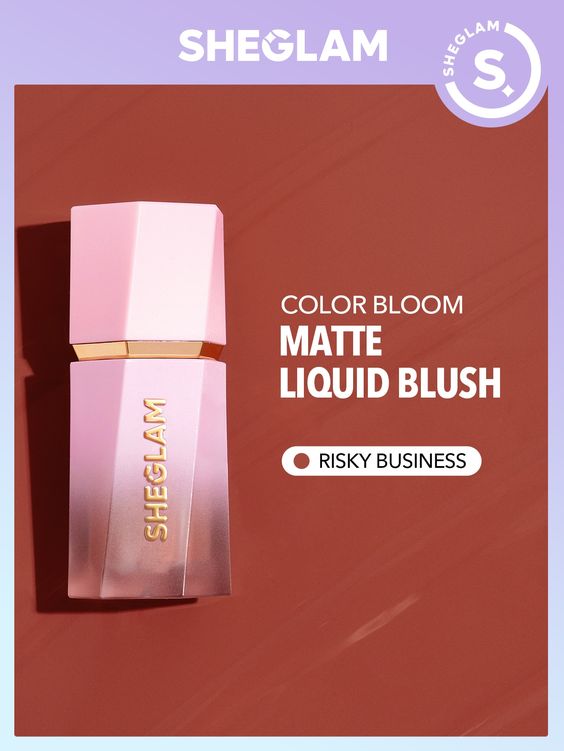 SHEGLAM
SHEGLAM
S
COLOR BLOOM
MATTE
LIQUID BLUSH
RISKY BUSINESS
SHEGLAM